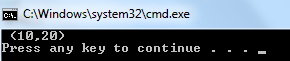 C:\Windows\system32\cmd.exe
(10,20)
Press any key to continue . . . _